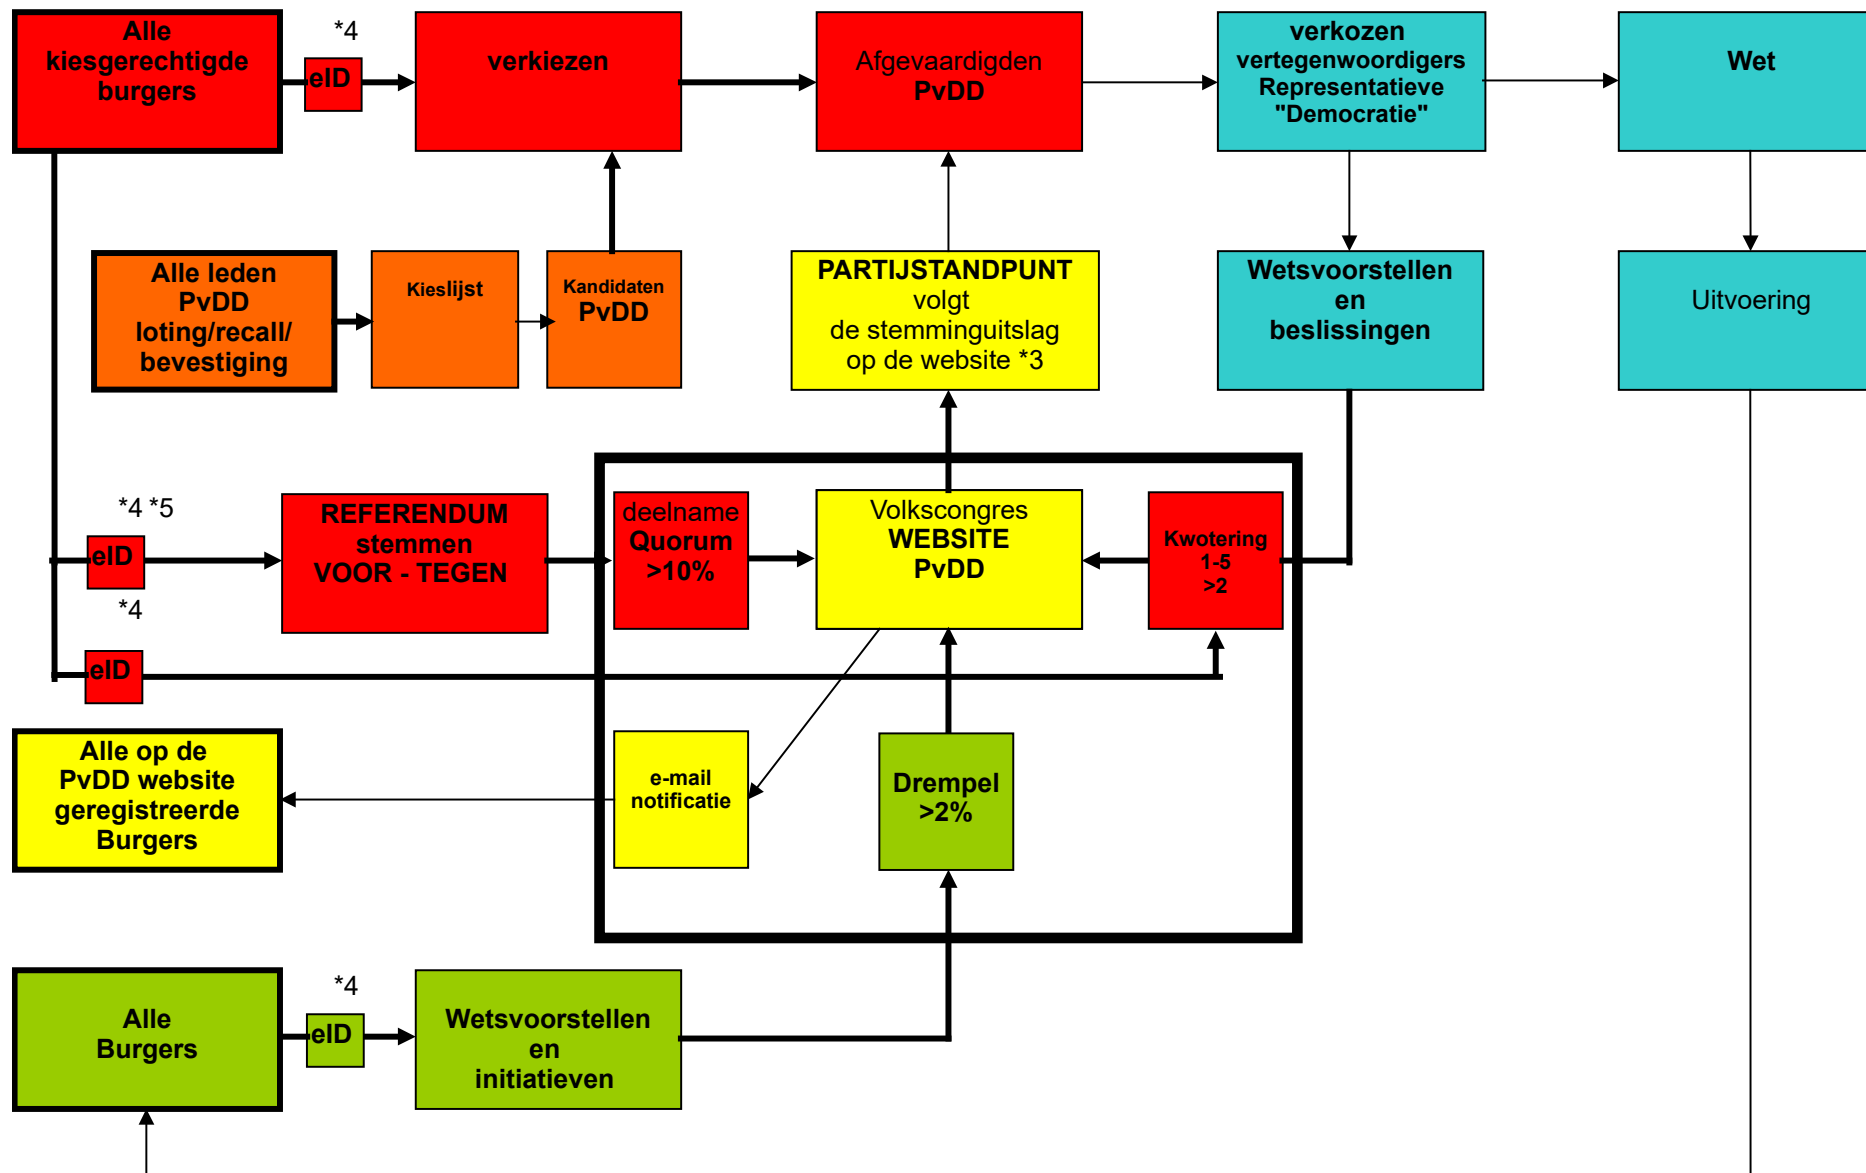 Alle
kiesgerechtigde
burgers
*4
eID
verkiezen
Afgevaardigden
PvDD
verkozen
vertegenwoordigers
Representatieve
"Democratie"
Wet
Alle leden
PvDD
loting/recall/
bevestiging
Kieslijst
Kandidaten
PvDD
PARTIJSTANDPUNT
volgt
de stemminguitslag
op de website *3
Wetsvoorstellen
en
beslissingen
Uitvoering
*4 *5
eID
*4
REFERENDUM
stemmen
VOOR - TEGEN
deelname
Quorum
>10%
Volkscongres
WEBSITE
PvDD
Kwotering
1-5
>2
eID
Alle op de
PvDD website
geregistreerde
Burgers
e-mail
notificatie
Drempel
>2%
Alle
Burgers
*4
eID
Wetsvoorstellen
en
initiatieven